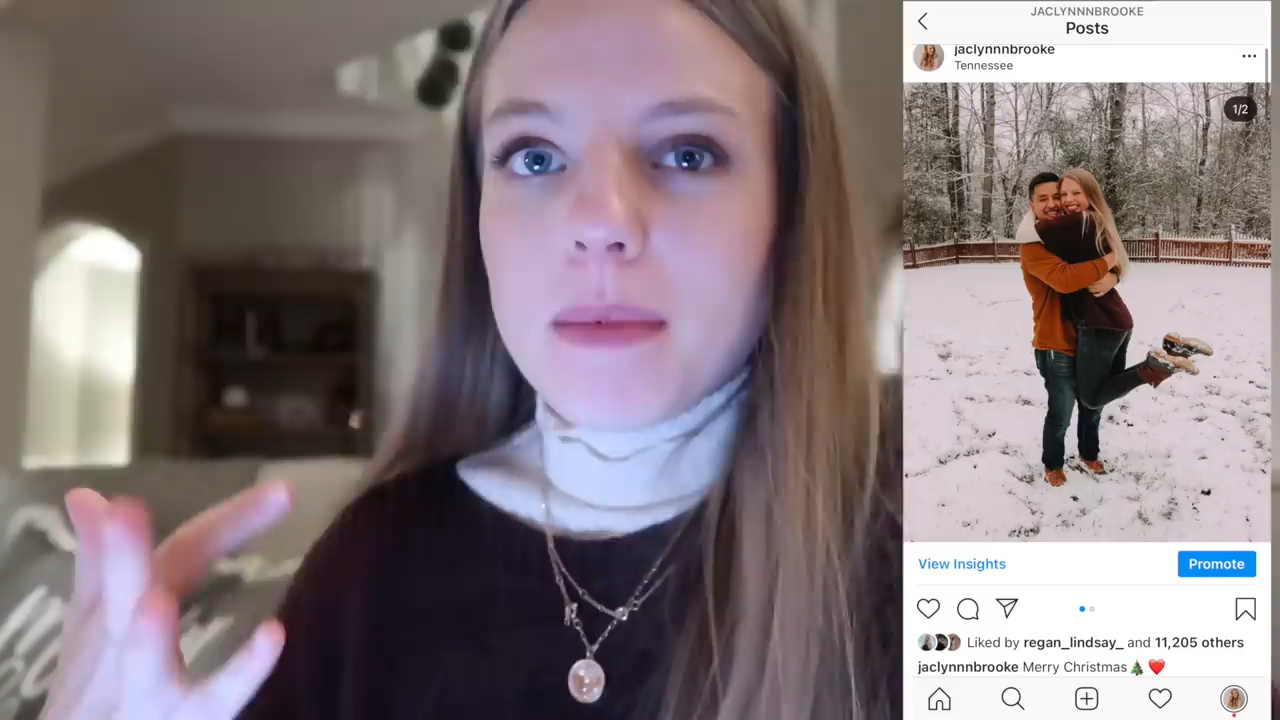 JACLYNNNBROOKE
Posts
jaclynnnbrooke
Tennessee
1/2
View Insights
Promote
Liked by regan_lindsay_ and 11,205 others
jaclynnnbrooke Merry Christmas🎄❤️